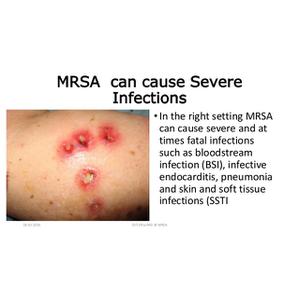 MRSA can cause Severe
Infections
• In the right setting MRSA
can cause severe and at
times fatal infections
such as bloodstream
infection (BSI), infective
endocarditis, pneumonia
and skin and soft tissue
infections (SSTI